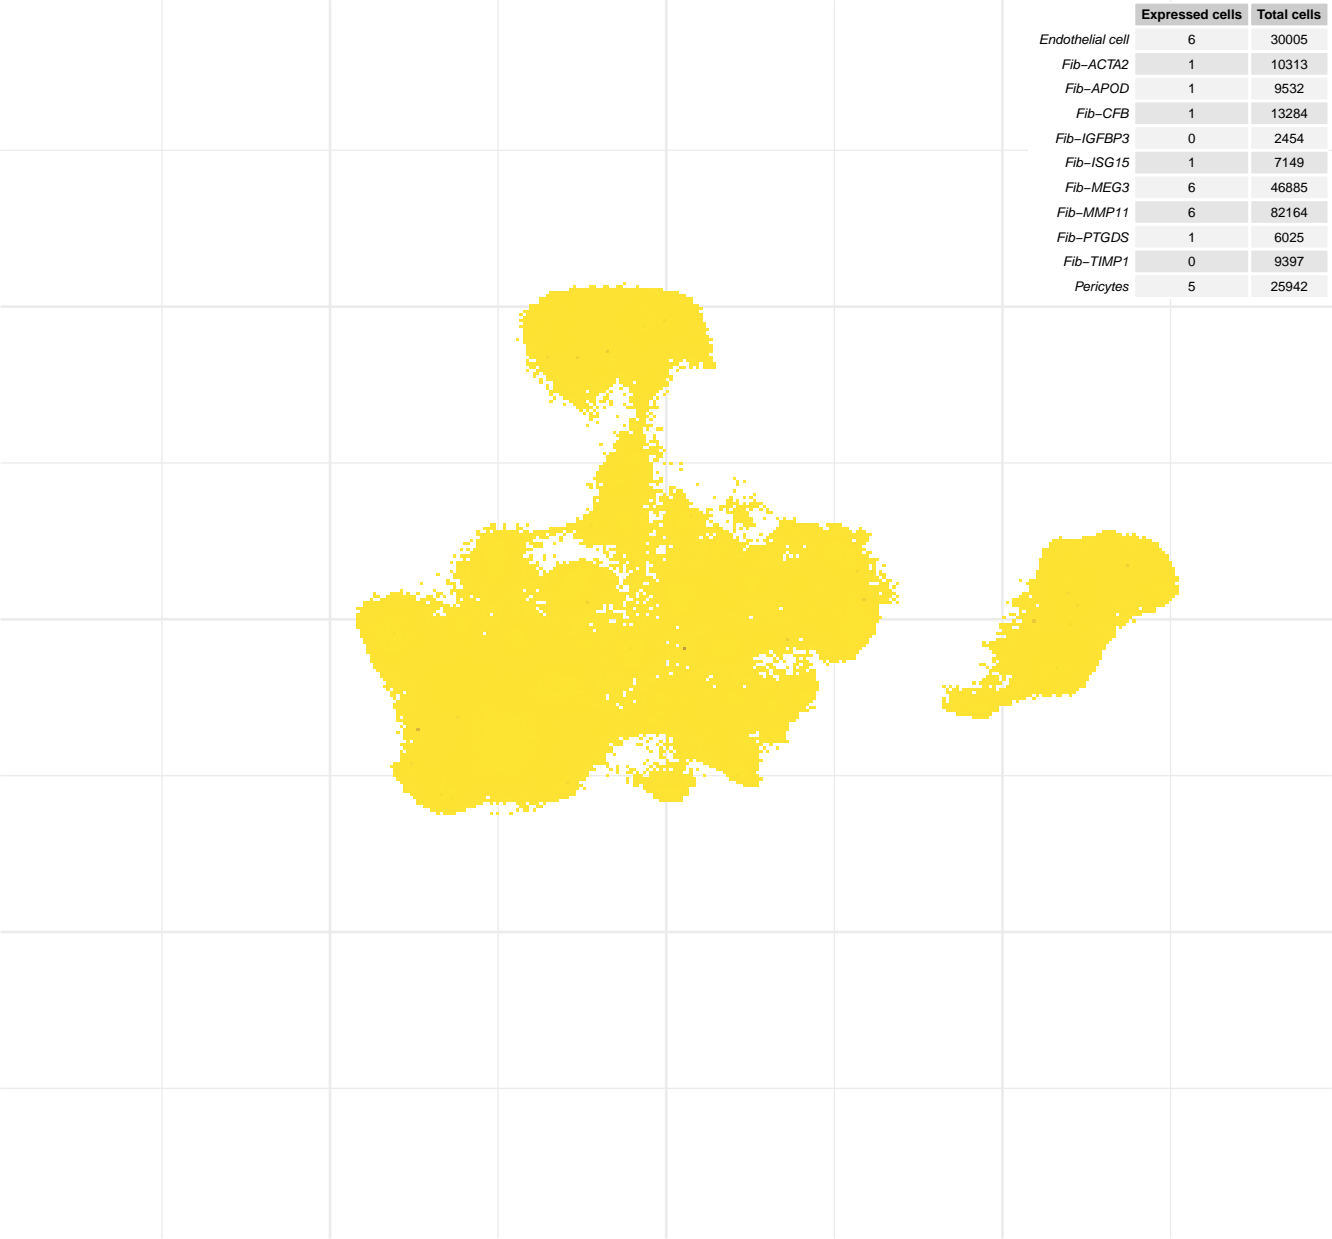 Expressed cells Total cells
Endothelial cell 6 30005
Fib−ACTA2 1 10313
Fib−APOD 1 9532
Fib−CFB 1 13284
Fib−IGFBP3 0 2454
Fib−ISG15 1 7149
Fib−MEG3 6 46885
Fib−MMP11 6 82164
Fib−PTGDS 1 6025
Fib−TIMP1 0 9397
Pericytes 5 25942